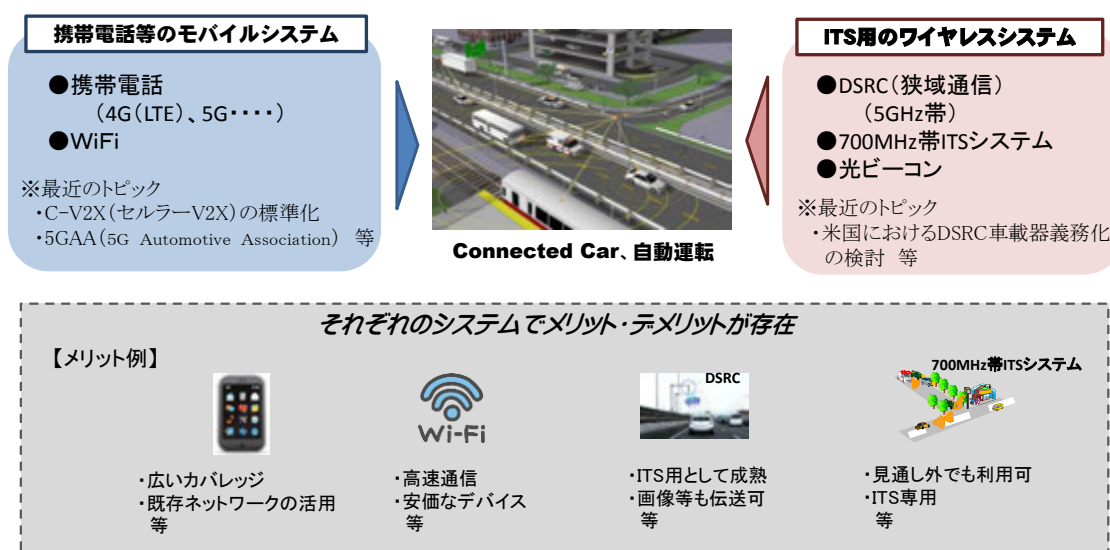 携帯電話等のモバイルシステム
●携帯電話
（4G（LTE）、5G・・・・）
●WiFi
※最近のトピック
・C-V2X（セルラーV2X）の標準化
・5GAA（5G Automotive Association） 等
Connected Car、自動運転
ITS用のワイヤレスシステム
●DSRC（狭域通信）
（5GHz帯）
●700MHz帯ITSシステム
●光ビーコン
※最近のトピック
・米国におけるDSRC車載器義務化
の検討 等
それぞれのシステムでメリット・デメリットが存在
【メリット例】
・広いカバレッジ
・既存ネットワークの活用
等
Wi-Fi
・高速通信
・安価なデバイス
等
DSRC
・ITS用として成熟
・画像等も伝送可
等
700MHz帯ITSシステム
・見通し外でも利用可
・ITS専用
等